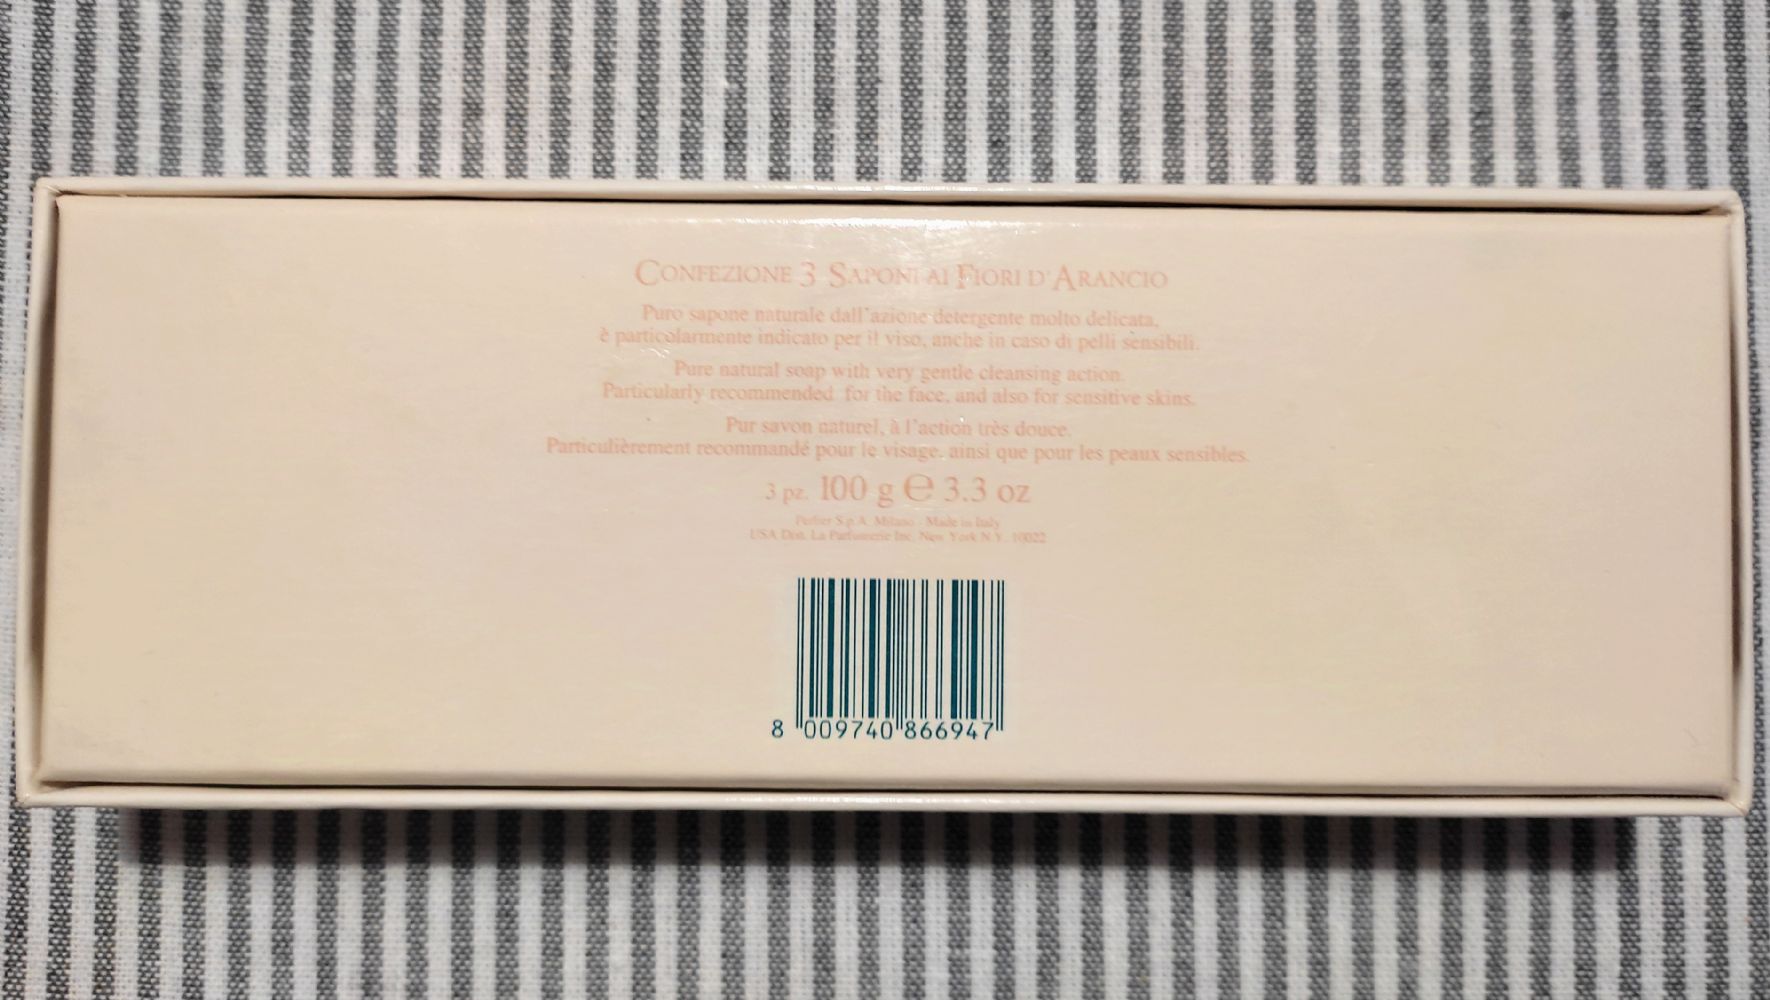 CONFEZIONE 3 SAPONI AI FIORI D'ARANCIO
Puro sapone naturale dall'azione detergente molto delicata,
è particolarmente indicato per il viso, anche in caso di pelli sensibili.
Pure natural soap with very gentle cleansing action.
Particularly recommended for the face, and also for sensitive skins.
Pur savon naturel, à l'action très douce.
Particulièrement recommandé pour le visage, ainsi que pour les peaux sensibles.
3 pz. 100 g ℮ 3.3 oz
Perlier S.p.A. Milano - Made in Italy
USA Dist. La Parfumerie Inc. New York N.Y. 10022
8 009740 866947